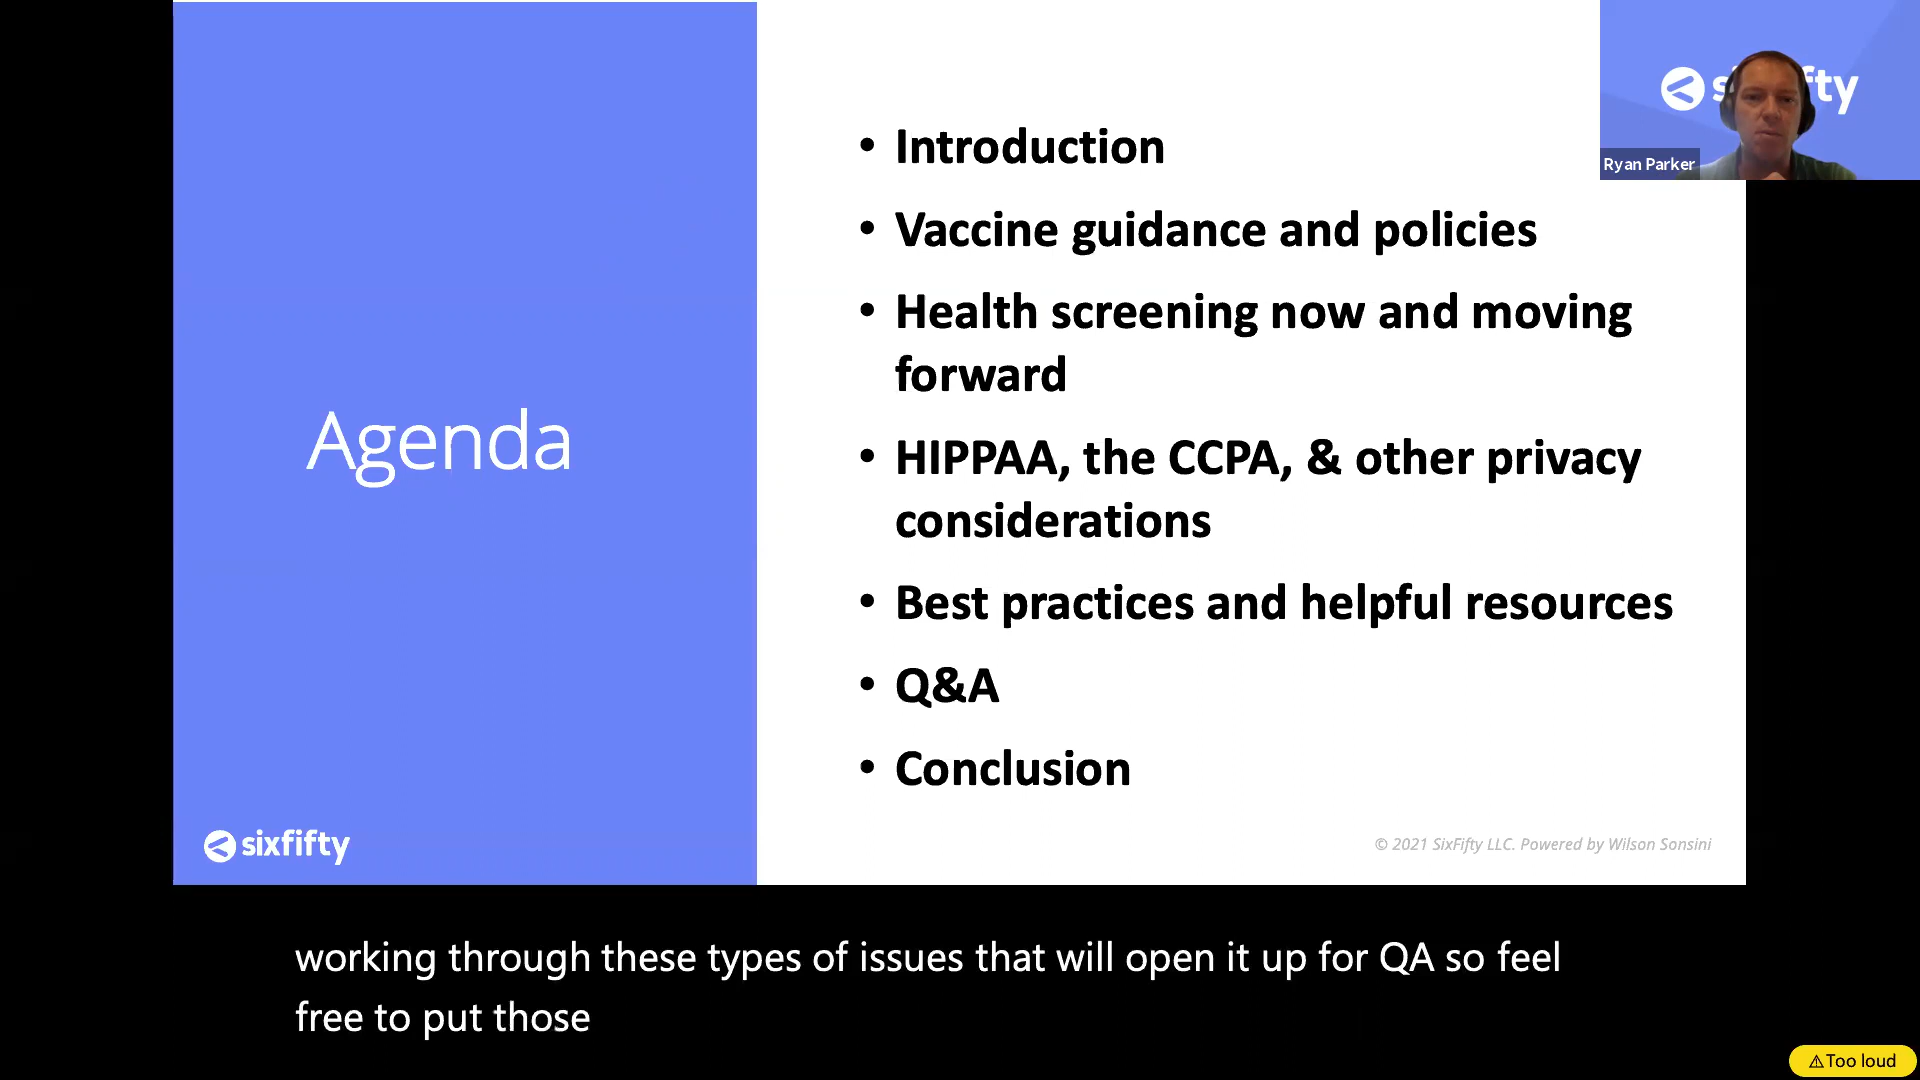 Agenda
sixfifty
• Introduction
• Vaccine guidance and policies
• Health screening now and moving
forward
• HIPPAA, the CCPA, & other privacy
considerations
• Best practices and helpful resources
• Q&A
• Conclusion
© 2021 SixFifty LLC. Powered by Wilson Sonsini
s fty
Ryan Parker
working through these types of issues that will open it up for QA so feel
free to put those
⚠Too loud